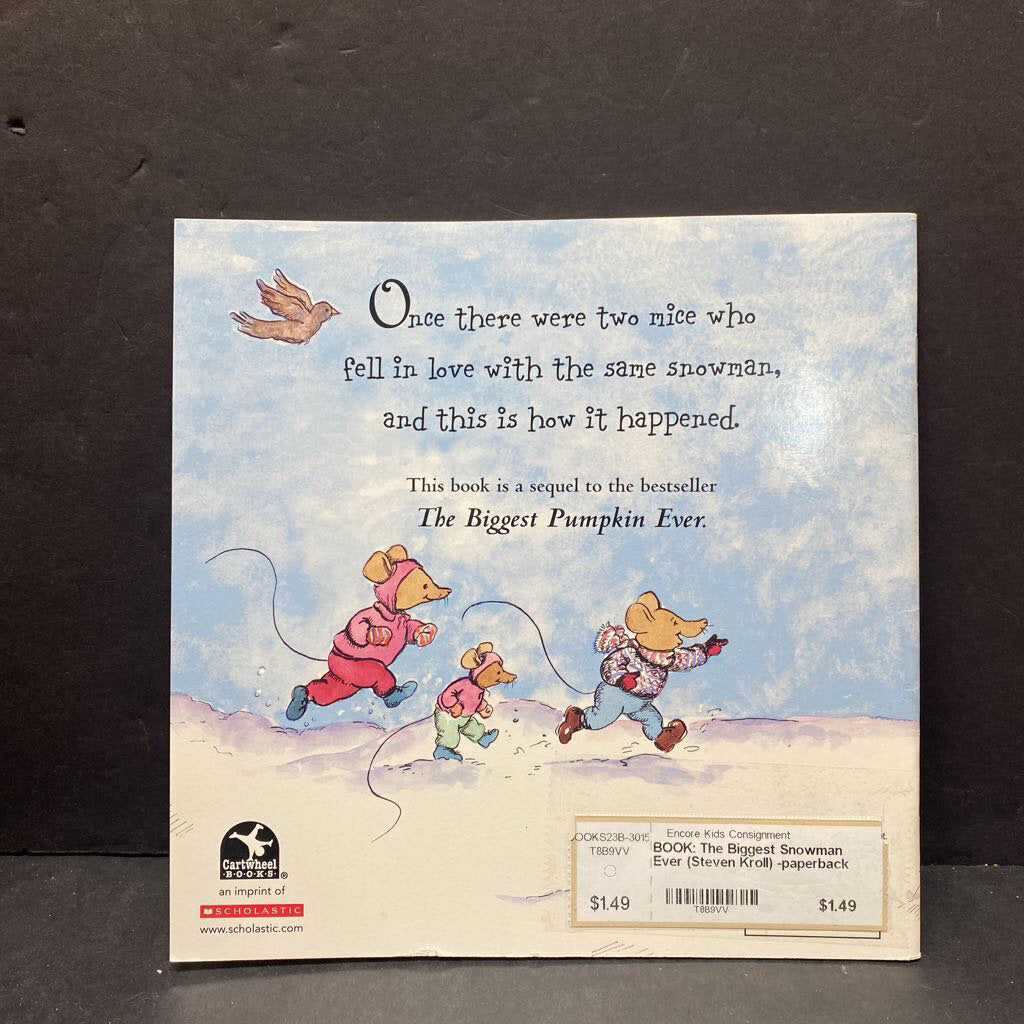 Once there were two mice who
fell in love with the same snowman,
and this is how it happened.
This book is a sequel to the bestseller
The Biggest Pumpkin Ever.
Cartwheel
·B·O·O·K·S· ®
an imprint of
SCHOLASTIC
www.scholastic.com
OOKS23B-3015
T8B9VV
$1.49
Encore Kids Consignment
BOOK: The Biggest Snowman
Ever (Steven Kroll) -paperback
T8B9VV
$1.49